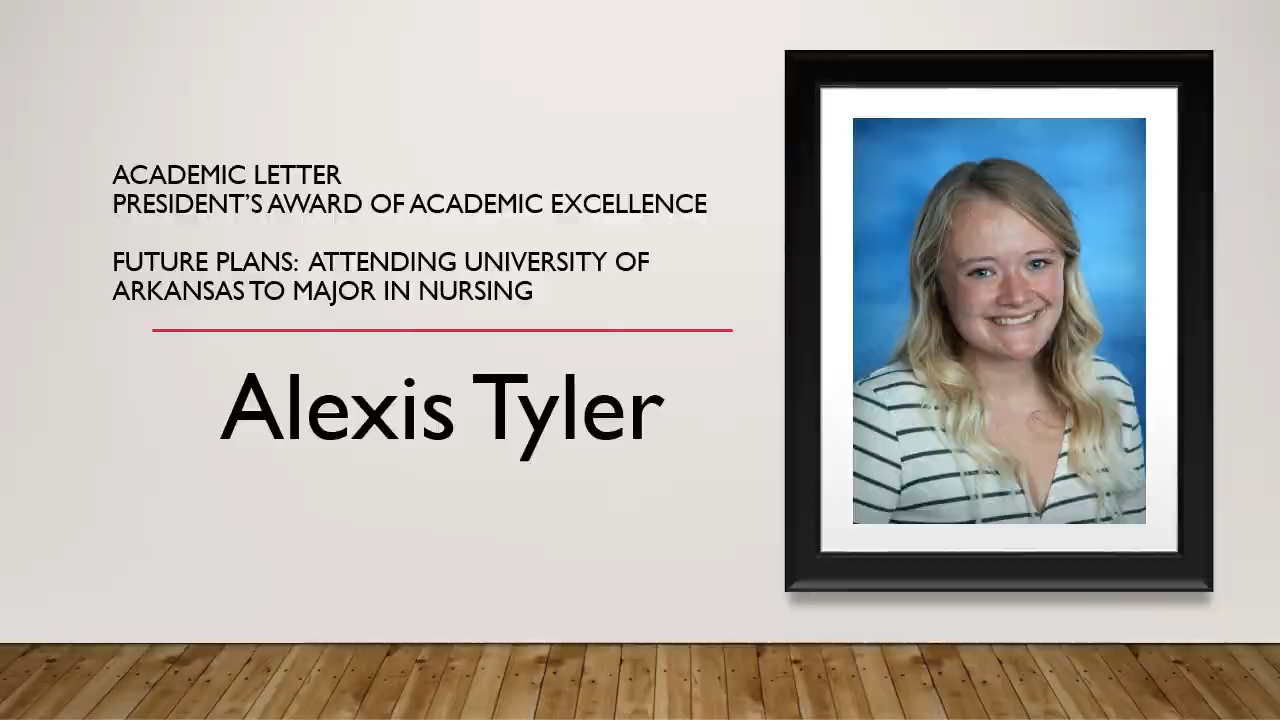 ACADEMIC LETTER
PRESIDENT’S AWARD OF ACADEMIC EXCELLENCE
FUTURE PLANS: ATTENDING UNIVERSITY OF
ARKANSAS TO MAJOR IN NURSING
Alexis Tyler